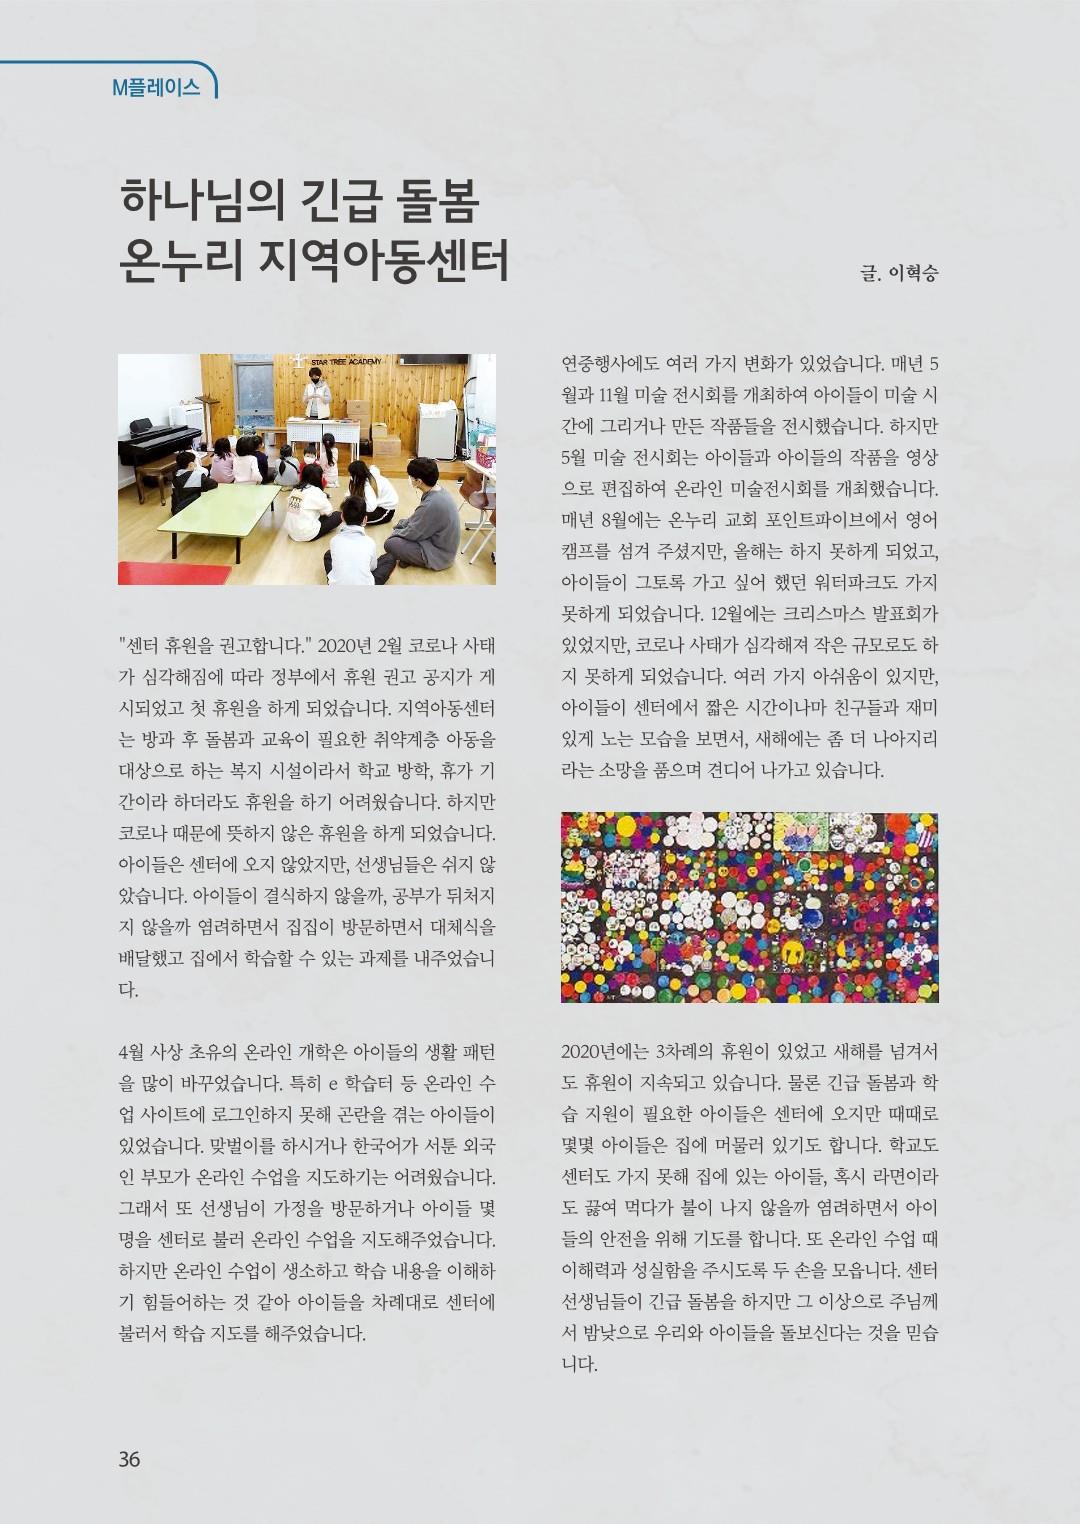 M플레이스
하나님의 긴급 돌봄
온누리 지역아동센터
글. 이혁승
STAR TREE ACADEMY
"센터 휴원을 권고합니다." 2020년 2월 코로나 사태
가 심각해짐에 따라 정부에서 휴원 권고 공지가 게
시되었고 첫 휴원을 하게 되었습니다. 지역아동센터
는 방과 후 돌봄과 교육이 필요한 취약계층 아동을
대상으로 하는 복지 시설이라서 학교 방학, 휴가 기
간이라 하더라도 휴원을 하기 어려웠습니다. 하지만
코로나 때문에 뜻하지 않은 휴원을 하게 되었습니다.
아이들은 센터에 오지 않았지만, 선생님들은 쉬지 않
았습니다. 아이들이 결식하지 않을까, 공부가 뒤처지
지 않을까 염려하면서 집집이 방문하면서 대체식을
배달했고 집에서 학습할 수 있는 과제를 내주었습니
다.
4월 사상 초유의 온라인 개학은 아이들의 생활 패턴
을 많이 바꾸었습니다. 특히 e 학습터 등 온라인 수
업 사이트에 로그인하지 못해 곤란을 겪는 아이들이
있었습니다. 맞벌이를 하시거나 한국어가 서툰 외국
인 부모가 온라인 수업을 지도하기는 어려웠습니다.
그래서 또 선생님이 가정을 방문하거나 아이들 몇
명을 센터로 불러 온라인 수업을 지도해주었습니다.
하지만 온라인 수업이 생소하고 학습 내용을 이해하
기 힘들어하는 것 같아 아이들을 차례대로 센터에
불러서 학습 지도를 해주었습니다.
연중행사에도 여러 가지 변화가 있었습니다. 매년 5
월과 11월 미술 전시회를 개최하여 아이들이 미술 시
간에 그리거나 만든 작품들을 전시했습니다. 하지만
5월 미술 전시회는 아이들과 아이들의 작품을 영상
으로 편집하여 온라인 미술전시회를 개최했습니다.
매년 8월에는 온누리 교회 포인트파이브에서 영어
캠프를 섬겨 주셨지만, 올해는 하지 못하게 되었고,
아이들이 그토록 가고 싶어 했던 워터파크도 가지
못하게 되었습니다. 12월에는 크리스마스 발표회가
있었지만, 코로나 사태가 심각해져 작은 규모로도 하
지 못하게 되었습니다. 여러 가지 아쉬움이 있지만,
아이들이 센터에서 짧은 시간이나마 친구들과 재미
있게 노는 모습을 보면서, 새해에는 좀 더 나아지리
라는 소망을 품으며 견디어 나가고 있습니다.
2020년에는 3차례의 휴원이 있었고 새해를 넘겨서
도 휴원이 지속되고 있습니다. 물론 긴급 돌봄과 학
습 지원이 필요한 아이들은 센터에 오지만 때때로
몇몇 아이들은 집에 머물러 있기도 합니다. 학교도
센터도 가지 못해 집에 있는 아이들, 혹시 라면이라
도 끓여 먹다가 불이 나지 않을까 염려하면서 아이
들의 안전을 위해 기도를 합니다. 또 온라인 수업 때
이해력과 성실함을 주시도록 두 손을 모읍니다. 센터
선생님들이 긴급 돌봄을 하지만 그 이상으로 주님께
서 밤낮으로 우리와 아이들을 돌보신다는 것을 믿습
니다.
36